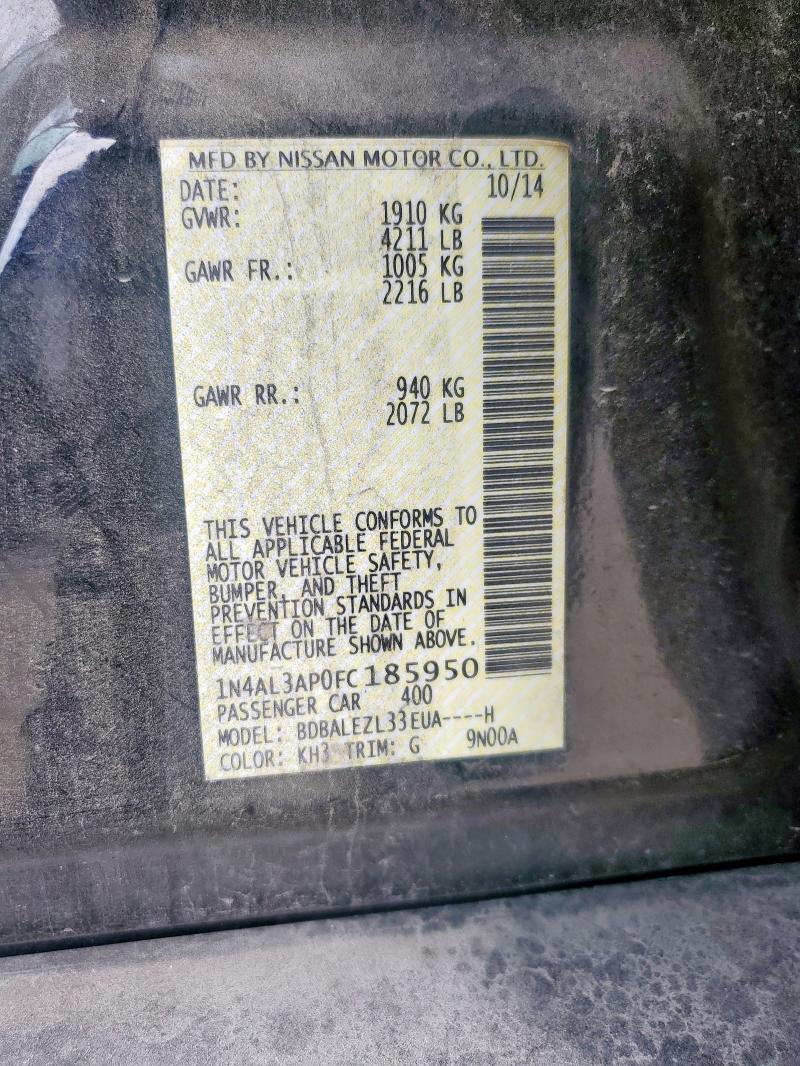 MFD BY NISSAN MOTOR CO., LTD.
DATE: 10/14
GVWR: 1910 KG
4211 LB
GAWR FR.: 1005 KG
2216 LB
GAWR RR.: 940 KG
2072 LB
THIS VEHICLE CONFORMS TO
ALL APPLICABLE FEDERAL
MOTOR VEHICLE SAFETY,
BUMPER, AND THEFT
PREVENTION STANDARDS IN
EFFECT ON THE DATE OF
MANUFACTURE SHOWN ABOVE.
1N4AL3AP0FC185950
PASSENGER CAR 400
MODEL: BDBALEZL33EUA----H
COLOR: KH3 TRIM: G 9N00A